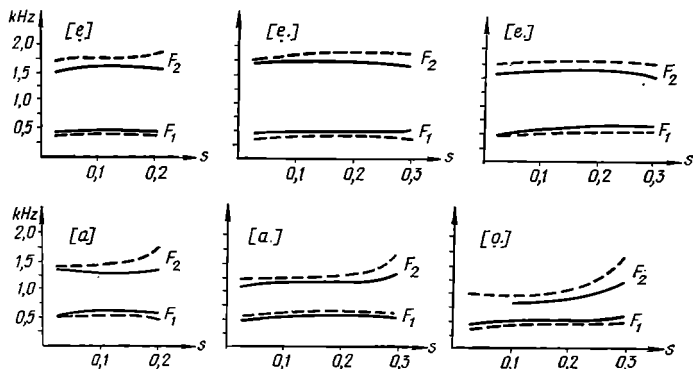 kHz
2,0
1,5
1,0
0,5
[ẹ]
F2
F1
0,1 0,2 s
[ẹ.]
F2
F1
0,1 0,2 0,3 s
[e.]
F2
F1
0,1 0,2 0,3 s
kHz
2,0
1,5
1,0
0,5
[a]
F2
F1
0,1 0,2 s
[a.]
F2
F1
0,1 0,2 0,3 s
[ọ.]
F2
F1
0,1 0,2 0,3 s